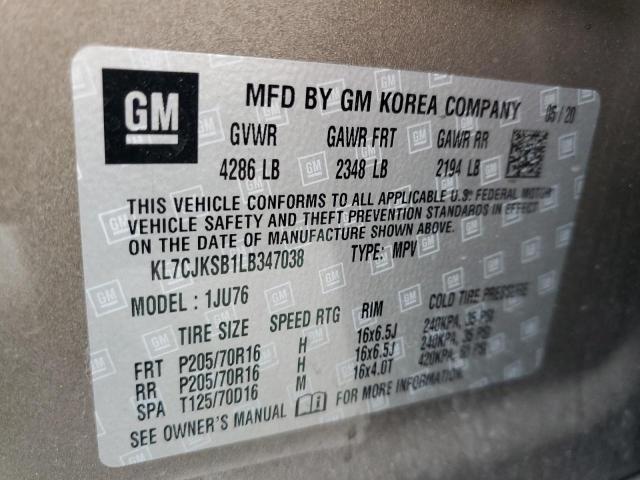 GM
MFD BY GM KOREA COMPANY 05/20
GVWR GAWR FRT GAWR RR
4286 LB 2348 LB 2194 LB
THIS VEHICLE CONFORMS TO ALL APPLICABLE U.S. FEDERAL MOTOR
VEHICLE SAFETY AND THEFT PREVENTION STANDARDS IN EFFECT
ON THE DATE OF MANUFACTURE SHOWN ABOVE.
KL7CJKSB1LB347038 TYPE: MPV
MODEL : 1JU76
TIRE SIZE SPEED RTG RIM COLD TIRE PRESSURE
FRT P205/70R16 H 16x6.5J 240KPA, 35 PSI
RR P205/70R16 H 16x6.5J 240KPA, 35 PSI
SPA T125/70D16 M 16x4.0T 420KPA, 60 PSI
SEE OWNER'S MANUAL FOR MORE INFORMATION.